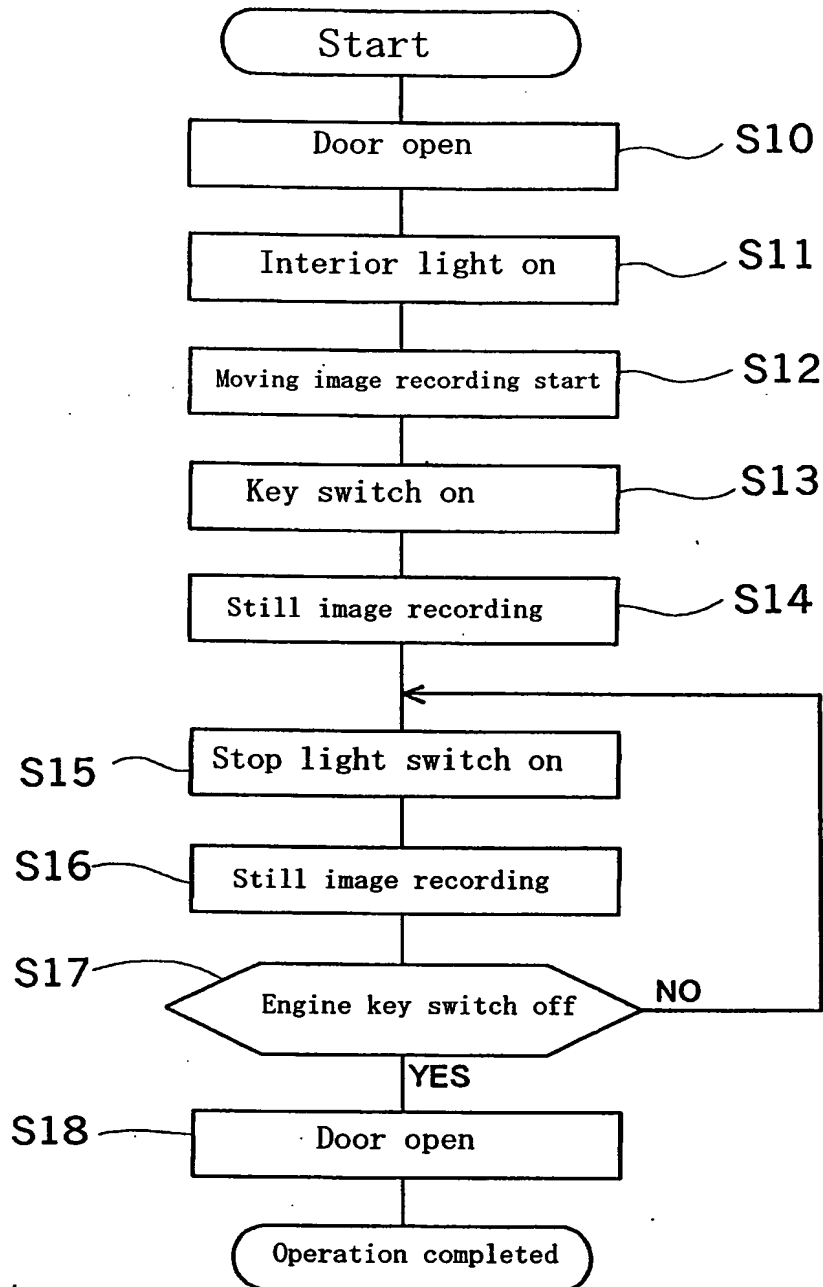 Start
Door open
S10
Interior light on
S11
Moving image recording start
S12
Key switch on
S13
Still image recording
S14
S15
Stop light switch on
S16
Still image recording
S17
Engine key switch off
NO
YES
S18
Door open
Operation completed